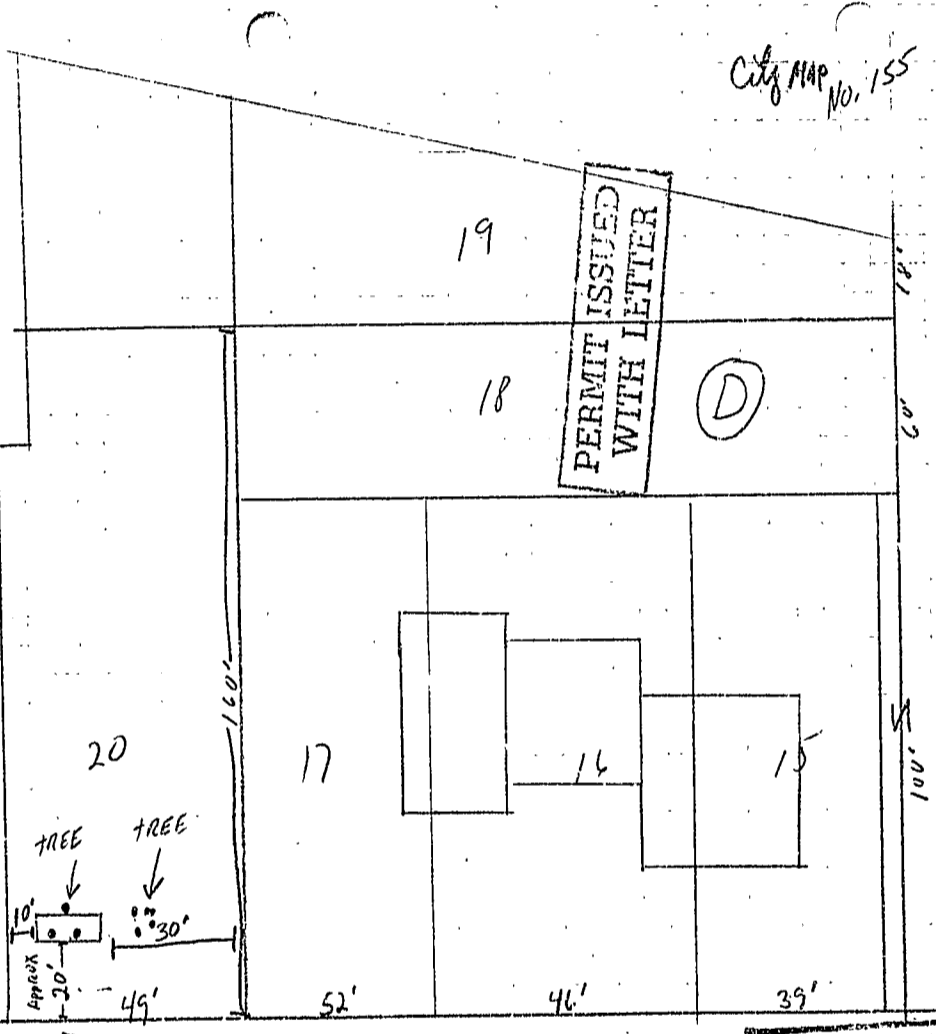 City MAP No. 155
19
18'
PERMIT ISSUED
WITH LETTER
18
D
60'
160'
20
17
16
15
100'
TREE
TREE
10'
30'
APPROX
20'
49'
52'
46'
39'